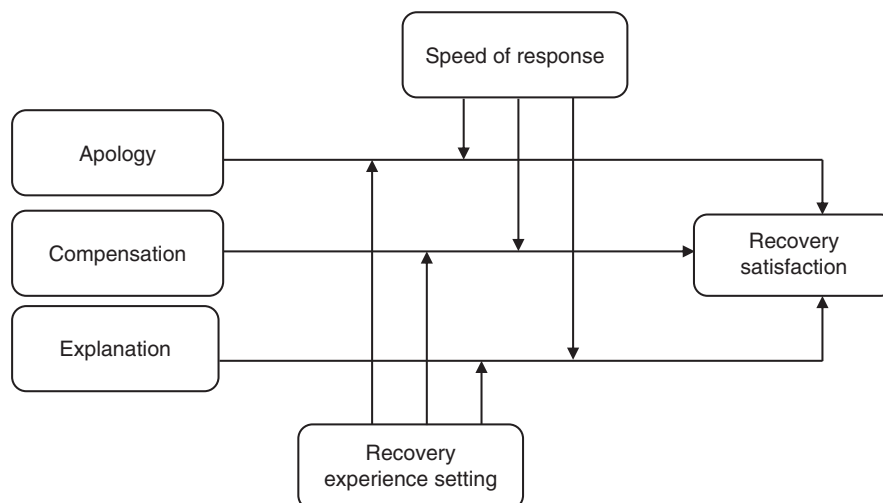 Speed of response
Apology
Compensation
Recovery
satisfaction
Explanation
Recovery
experience setting